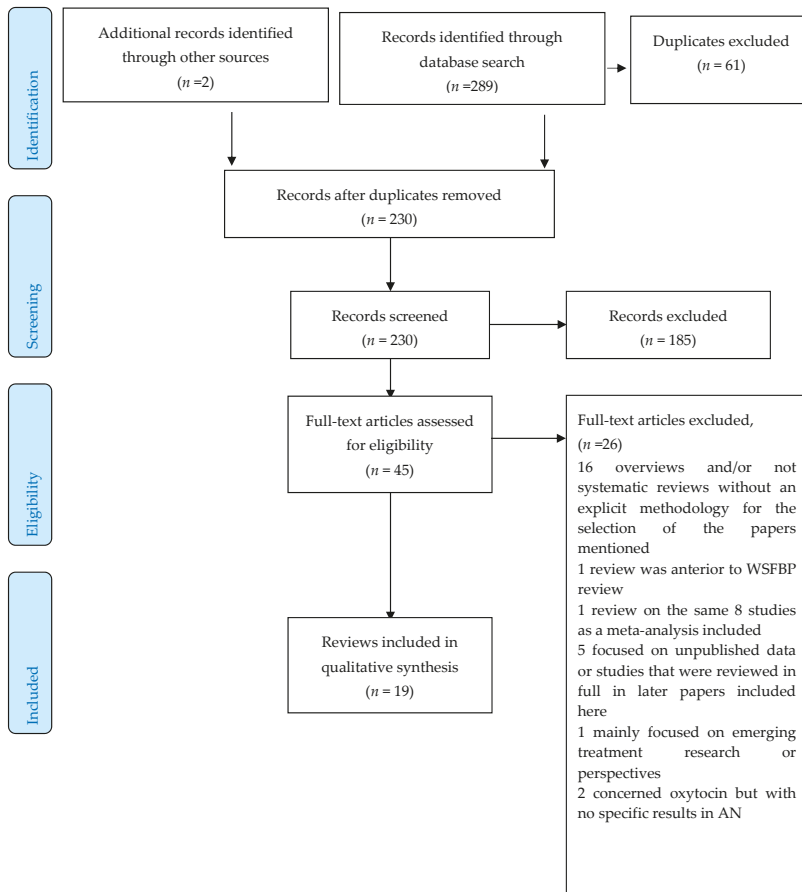 Identification
Additional records identified
through other sources
(n =2)
Records identified through
database search
(n =289)
Duplicates excluded
(n = 61)
Records after duplicates removed
(n = 230)
Screening
Records screened
(n = 230)
Records excluded
(n = 185)
Eligibility
Full-text articles assessed
for eligibility
(n = 45)
Full-text articles excluded,
(n =26)
16 overviews and/or not
systematic reviews without an
explicit methodology for the
selection of the papers
mentioned
1 review was anterior to WSFBP
review
1 review on the same 8 studies
as a meta-analysis included
5 focused on unpublished data
or studies that were reviewed in
full in later papers included
here
1 mainly focused on emerging
treatment research or
perspectives
2 concerned oxytocin but with
no specific results in AN
Included
Reviews included in
qualitative synthesis
(n = 19)